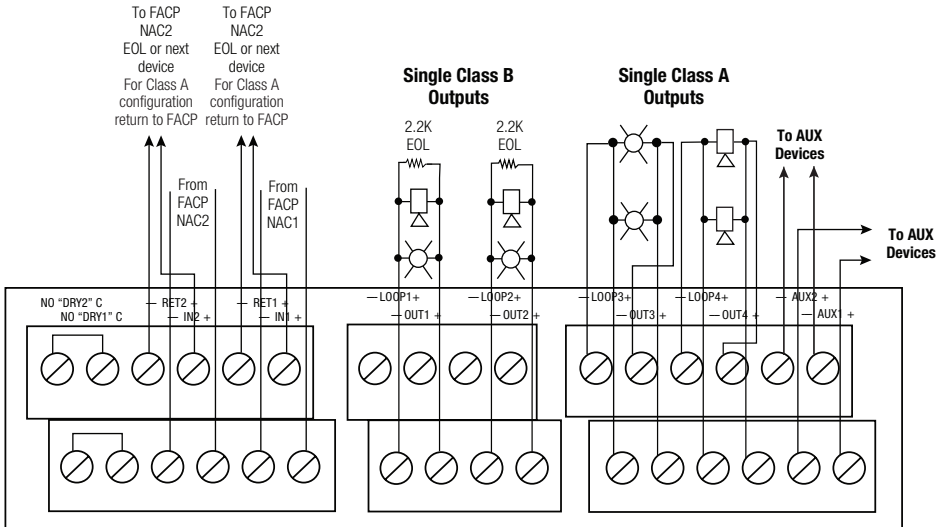 To FACP
NAC2
EOL or next
device
For Class A
configuration
return to FACP
To FACP
NAC2
EOL or next
device
For Class A
configuration
return to FACP
From
FACP
NAC2
From
FACP
NAC1
Single Class B
Outputs
2.2K
EOL
2.2K
EOL
Single Class A
Outputs
To AUX
Devices
To AUX
Devices
NO “DRY2” C
NO “DRY1” C
— RET2 +
— IN2 +
— RET1 +
— IN1 +
—LOOP1+
—OUT1 +
—LOOP2+
—OUT2 +
—LOOP3+
—OUT3 +
—LOOP4+
—OUT4 +
— AUX2 +
— AUX1 +